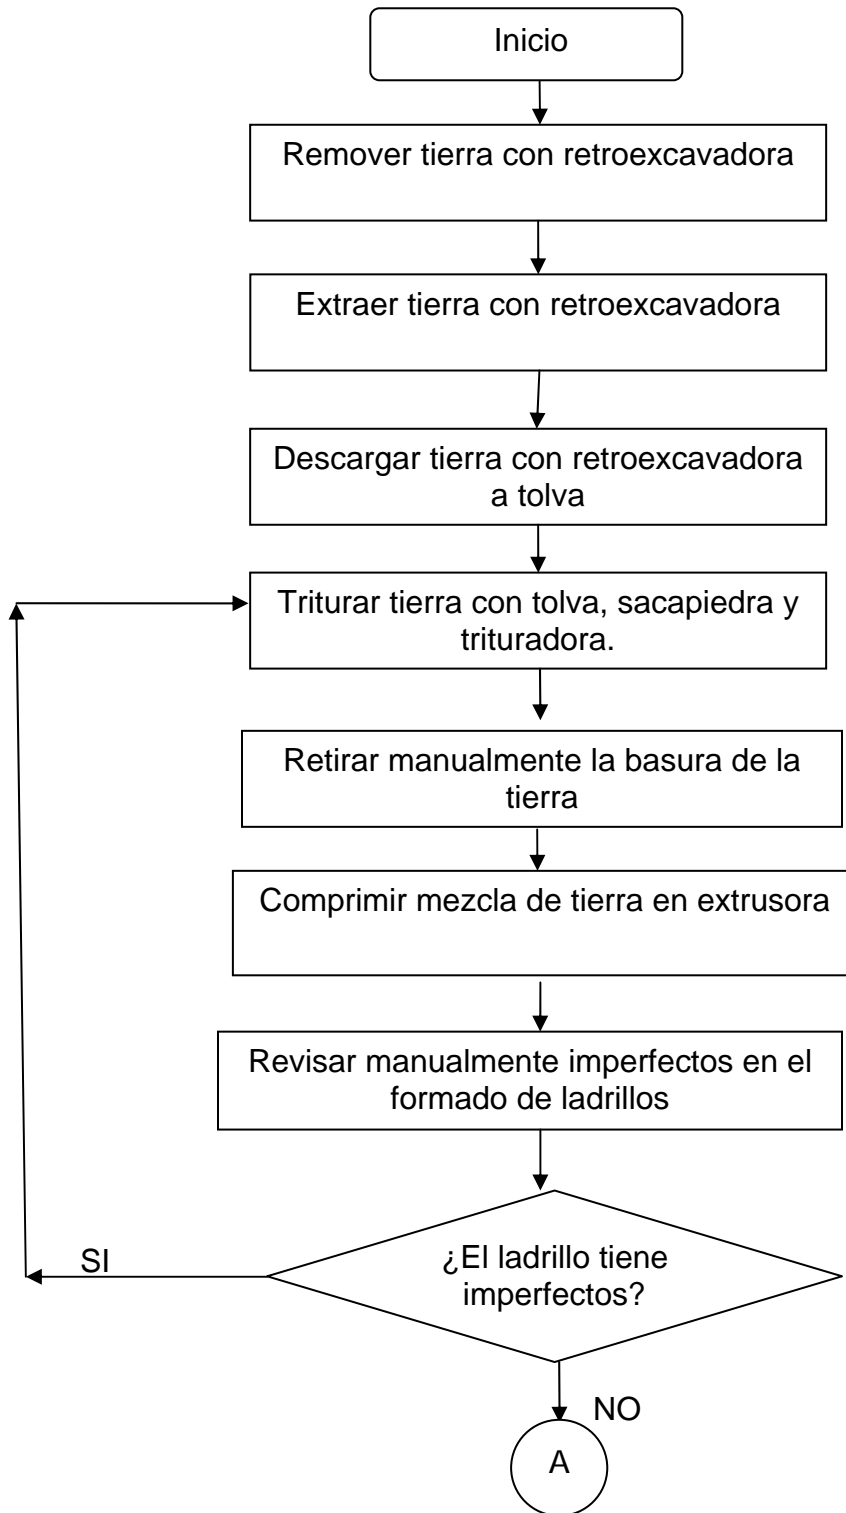 Inicio
Remover tierra con retroexcavadora
Extraer tierra con retroexcavadora
Descargar tierra con retroexcavadora
a tolva
Triturar tierra con tolva, sacapiedra y
trituradora.
Retirar manualmente la basura de la
tierra
Comprimir mezcla de tierra en extrusora
Revisar manualmente imperfectos en el
formado de ladrillos
¿El ladrillo tiene
imperfectos?
SI
NO
A